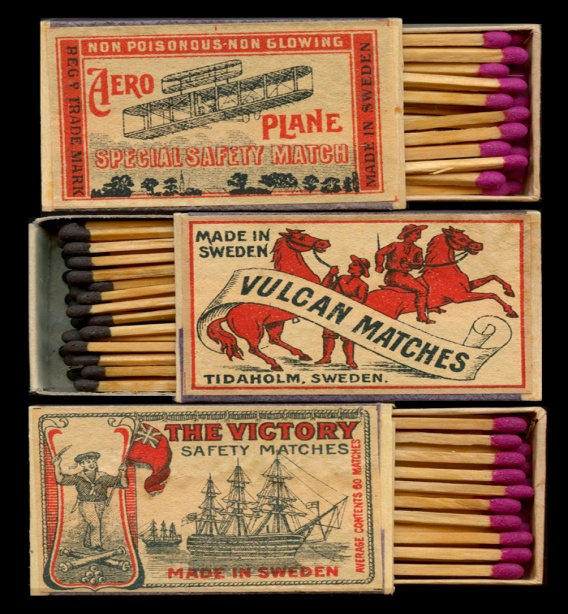 NON POISONOUS-NON GLOWING
REGD TRADE MARK
AERO
PLANE
SPECIAL SAFETY MATCH
MADE IN SWEDEN
MADE IN
SWEDEN
VULCAN MATCHES
TIDAHOLM, SWEDEN.
THE VICTORY
SAFETY MATCHES
AVERAGE CONTENTS 60 MATCHES
MADE IN SWEDEN